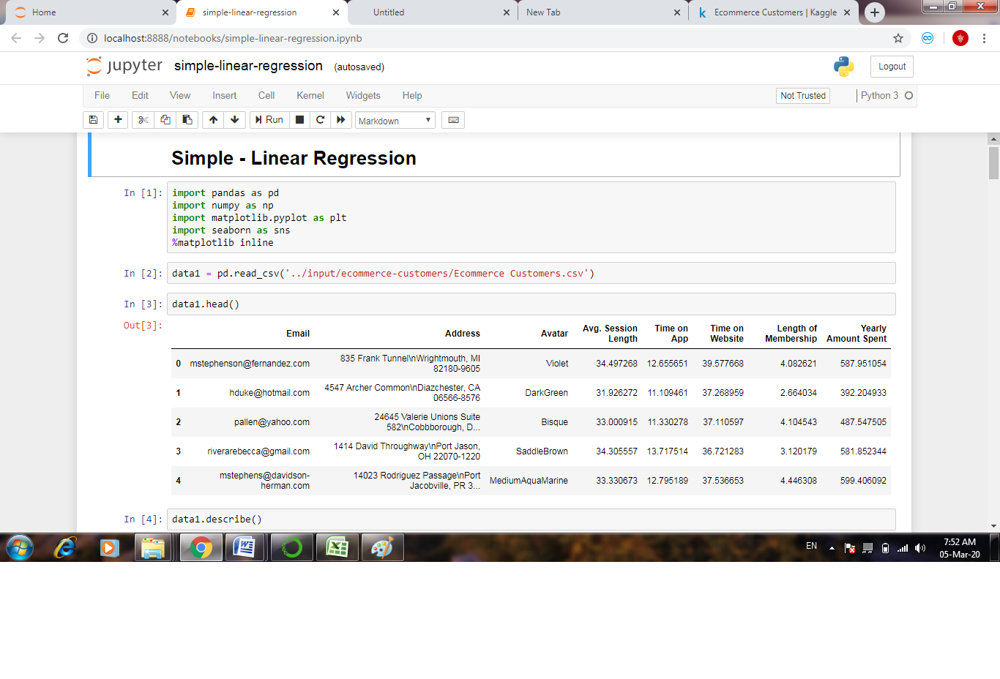 Home
simple-linear-regression
Untitled
New Tab
Ecommerce Customers | Kaggle
localhost:8888/notebooks/simple-linear-regression.ipynb
jupyter simple-linear-regression (autosaved)
Logout
File Edit View Insert Cell Kernel Widgets Help
Not Trusted
Python 3
Run
Markdown
Simple - Linear Regression
In [1]:
import pandas as pd
import numpy as np
import matplotlib.pyplot as plt
import seaborn as sns
%matplotlib inline
In [2]: data1 = pd.read_csv('../input/ecommerce-customers/Ecommerce Customers.csv')
In [3]: data1.head()
Out[3]:
Email Address Avatar Avg. Session Length Time on App Time on Website Length of Membership Yearly Amount Spent
0 mstephenson@fernandez.com 835 Frank Tunnel\nWrightmouth, MI 82180-9605 Violet 34.497268 12.655651 39.577668 4.082621 587.951054
1 hduke@hotmail.com 4547 Archer Common\nDiazchester, CA 06566-8576 DarkGreen 31.926272 11.109461 37.268959 2.664034 392.204933
2 pallen@yahoo.com 24645 Valerie Unions Suite 582\nCobbborough, D... Bisque 33.000915 11.330278 37.110597 4.104543 487.547505
3 riverarebecca@gmail.com 1414 David Throughway\nPort Jason, OH 22070-1220 SaddleBrown 34.305557 13.717514 36.721283 3.120179 581.852344
4 mstephens@davidson-herman.com 14023 Rodriguez Passage\nPort Jacobville, PR 3... MediumAquaMarine 33.330673 12.795189 37.536653 4.446308 599.406092
In [4]: data1.describe()
EN
7:52 AM
05-Mar-20